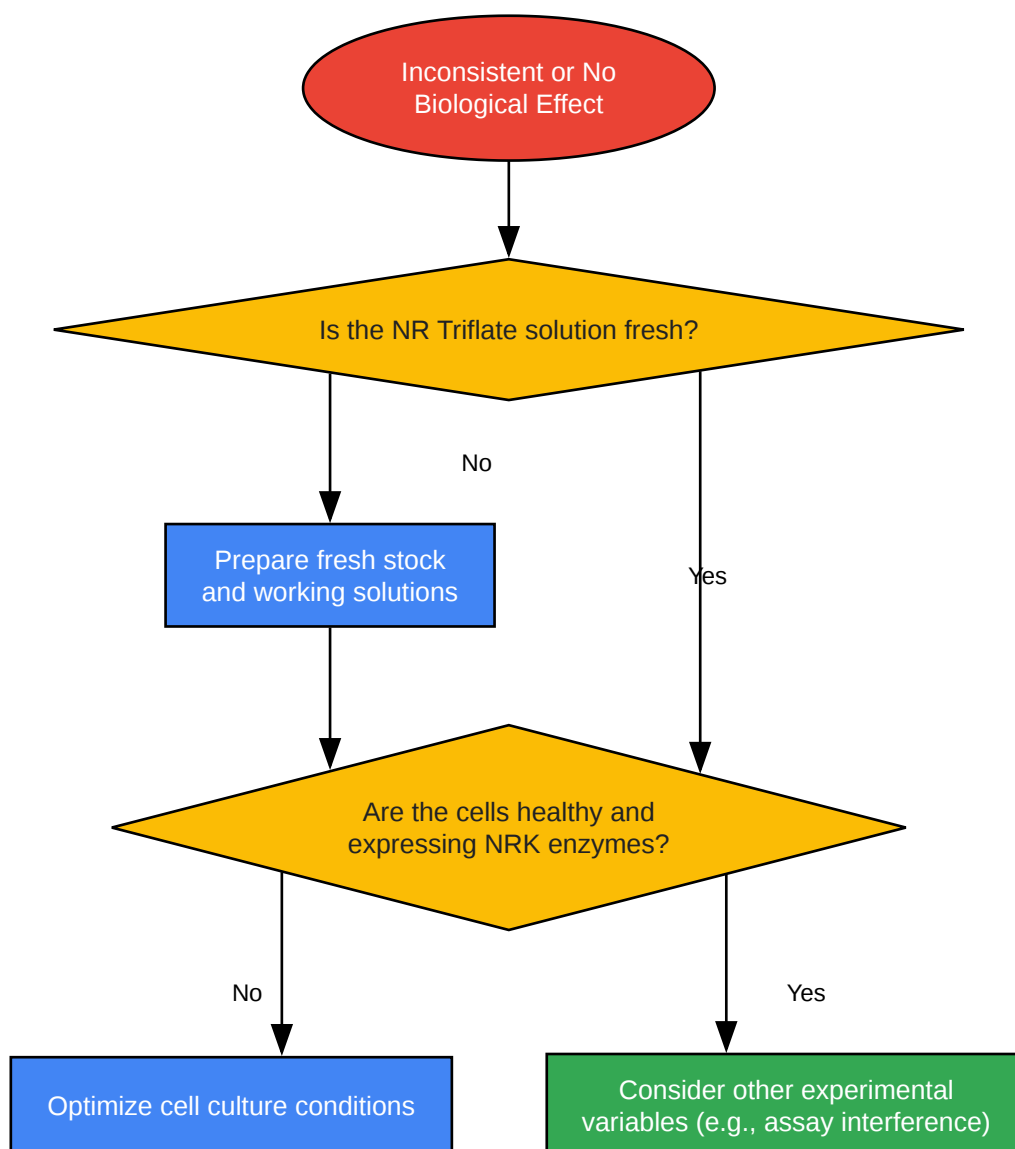 Inconsistent or No
Biological Effect
Is the NR Triflate solution fresh?
No
Prepare fresh stock
and working solutions
Yes
Are the cells healthy and
expressing NRK enzymes?
No
Yes
Optimize cell culture conditions
Consider other experimental
variables (e.g., assay interference)